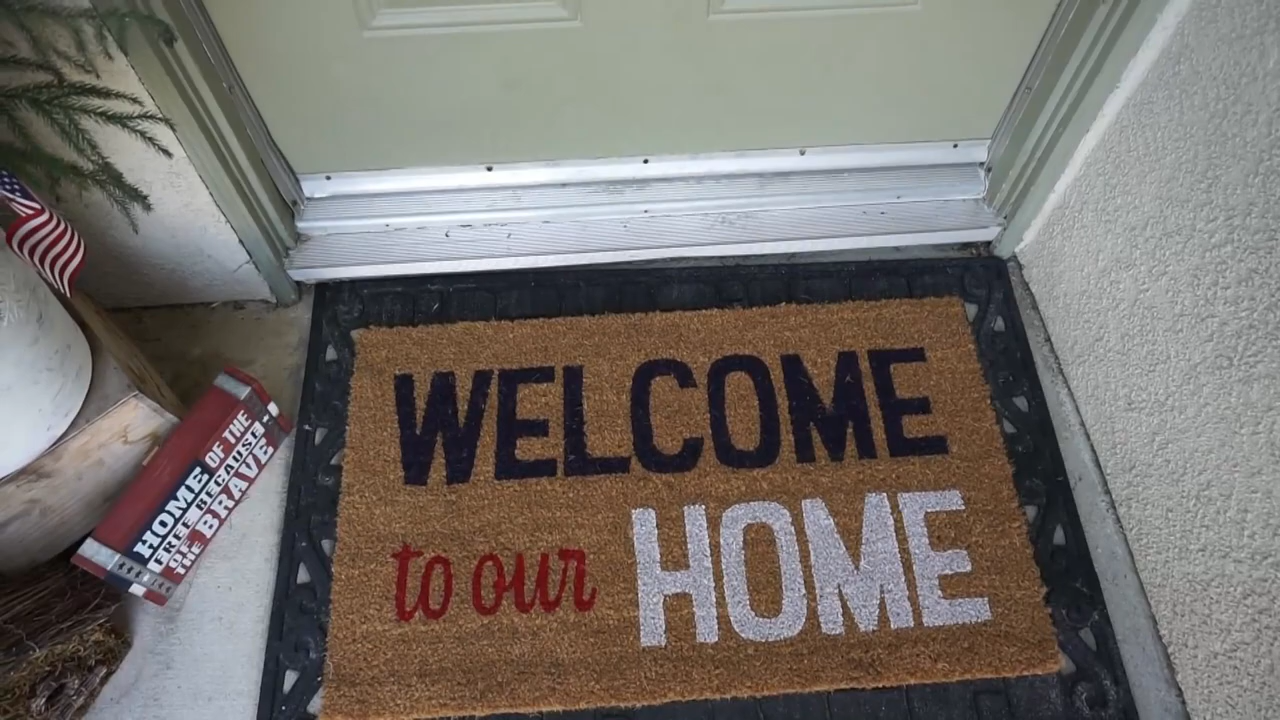 WELCOME
to our HOME
HOME OF THE
FREE BECAUSE
OF THE BRAVE